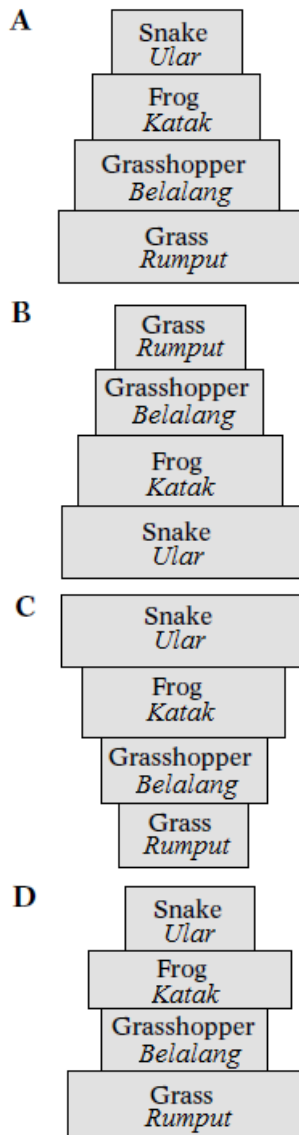 A
Snake
Ular
Frog
Katak
Grasshopper
Belalang
Grass
Rumput
B
Grass
Rumput
Grasshopper
Belalang
Frog
Katak
Snake
Ular
C
Snake
Ular
Frog
Katak
Grasshopper
Belalang
Grass
Rumput
D
Snake
Ular
Frog
Katak
Grasshopper
Belalang
Grass
Rumput